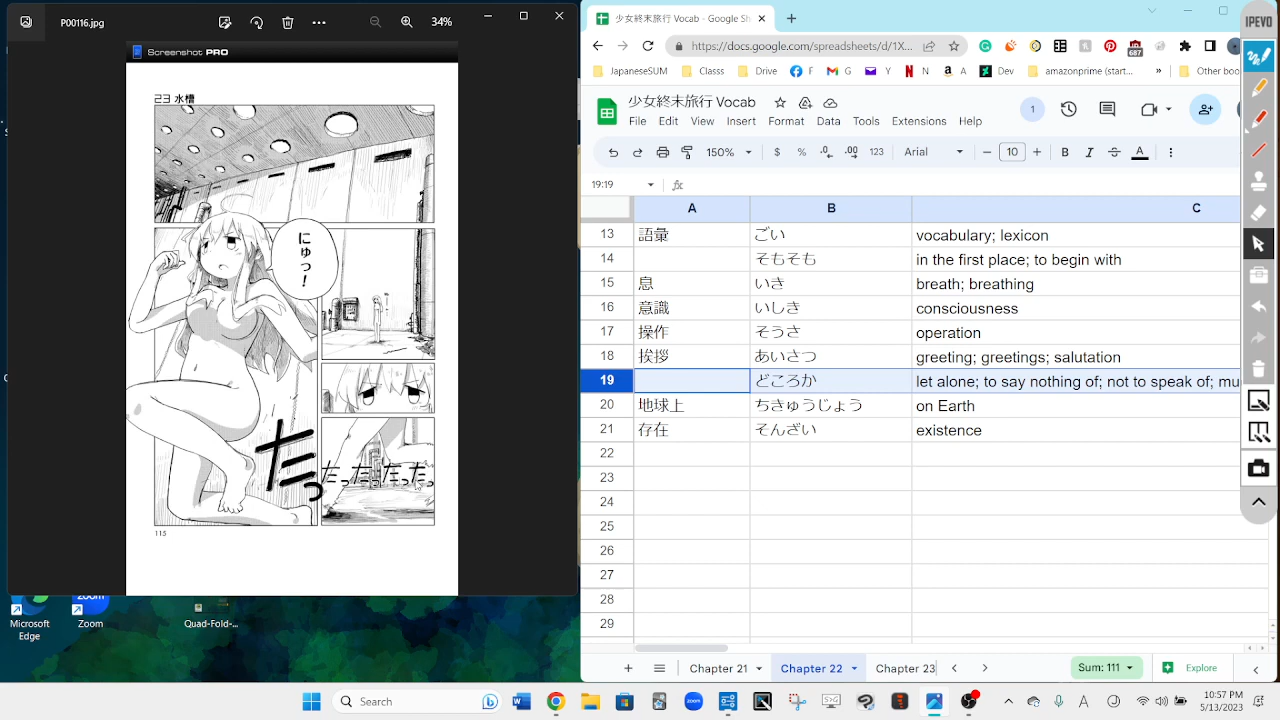 P00116.jpg
34%
Screenshot PRO
23 水槽
にゅっ！
たっ
たったったったっ
115
Microsoft Edge
Zoom
Quad-Fold-...
少女終末旅行 Vocab - Google S
https://docs.google.com/spreadsheets/d/...
JapaneseSUM
Classs
Drive
F
G
Y
N
A
Dev
amazonprime (start...
»
Other boo
少女終末旅行 Vocab
1
File Edit View Insert Format Data Tools Extensions Help
150% $ % .0 .00 123 Arial 10 B I A
19:19
fx
A B C
13 語彙 ごい vocabulary; lexicon
14 そもそも in the first place; to begin with
15 息 いき breath; breathing
16 意識 いしき consciousness
17 操作 そうさ operation
18 挨拶 あいさつ greeting; greetings; salutation
19 どころか let alone; to say nothing of; not to speak of; mu
20 地球上 ちきゅうじょう on Earth
21 存在 そんざい existence
22
23
24
25
26
27
28
29
Chapter 21 Chapter 22 Chapter 23
Sum: 111
Explore
IPEVO
Search
10:57 PM
5/13/2023